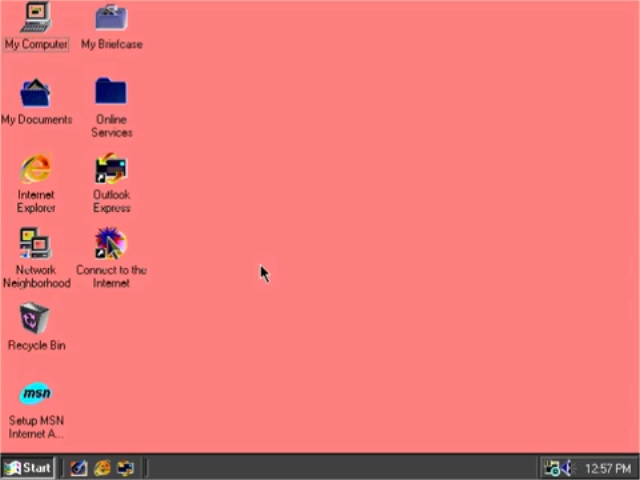 My Computer
My Briefcase
My Documents
Online
Services
Internet
Explorer
Outlook
Express
Network
Neighborhood
Connect to the
Internet
Recycle Bin
msn
Setup MSN
Internet A...
Start
12:57 PM